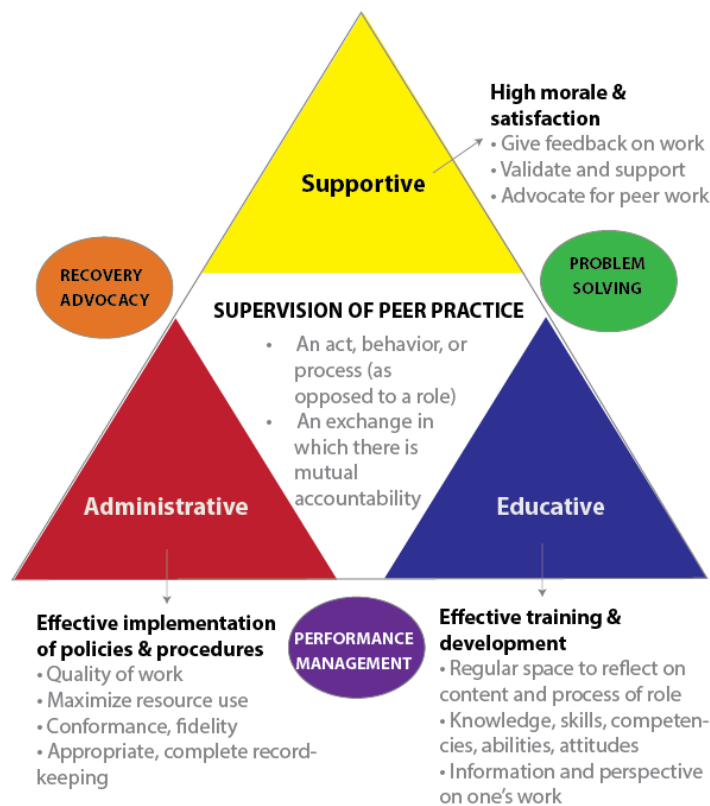 High morale &
satisfaction
• Give feedback on work
• Validate and support
• Advocate for peer work
Supportive
RECOVERY
ADVOCACY
PROBLEM
SOLVING
SUPERVISION OF PEER PRACTICE
• An act, behavior, or
process (as
opposed to a role)
• An exchange in
which there is
mutual
accountability
Administrative
Educative
Effective implementation
of policies & procedures
• Quality of work
• Maximize resource use
• Conformance, fidelity
• Appropriate, complete record-
keeping
PERFORMANCE
MANAGEMENT
Effective training &
development
• Regular space to reflect on
content and process of role
• Knowledge, skills, competen-
cies, abilities, attitudes
• Information and perspective
on one's work